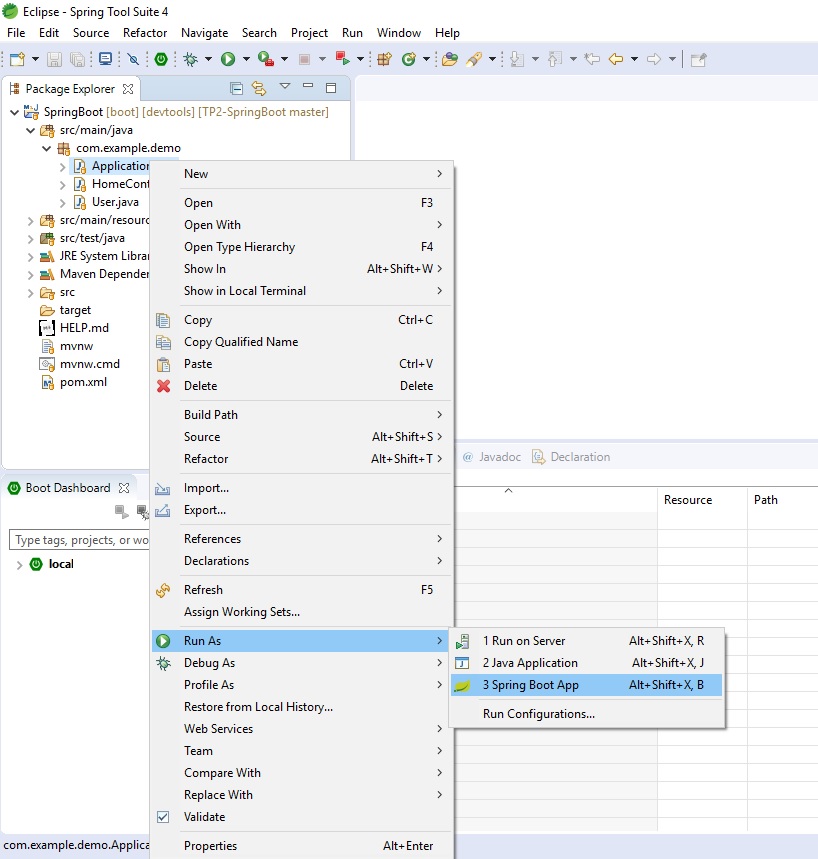 Eclipse - Spring Tool Suite 4
File Edit Source Refactor Navigate Search Project Run Window Help
Package Explorer
SpringBoot [boot] [devtools] [TP2-SpringBoot master]
src/main/java
com.example.demo
Application
HomeCont
User.java
src/main/resourc
src/test/java
JRE System Librar
Maven Depender
src
target
HELP.md
mvnw
mvnw.cmd
pom.xml
New
Open F3
Open With
Open Type Hierarchy F4
Show In Alt+Shift+W
Show in Local Terminal
Copy Ctrl+C
Copy Qualified Name
Paste Ctrl+V
Delete Delete
Build Path
Source Alt+Shift+S
Refactor Alt+Shift+T
Import...
Export...
References
Declarations
Refresh F5
Assign Working Sets...
Run As
Debug As
Profile As
Restore from Local History...
Web Services
Team
Compare With
Replace With
Validate
Properties Alt+Enter
1 Run on Server Alt+Shift+X, R
2 Java Application Alt+Shift+X, J
3 Spring Boot App Alt+Shift+X, B
Run Configurations...
@ Javadoc Declaration
Resource Path
Boot Dashboard
Type tags, projects, or wo
local
com.example.demo.Applica